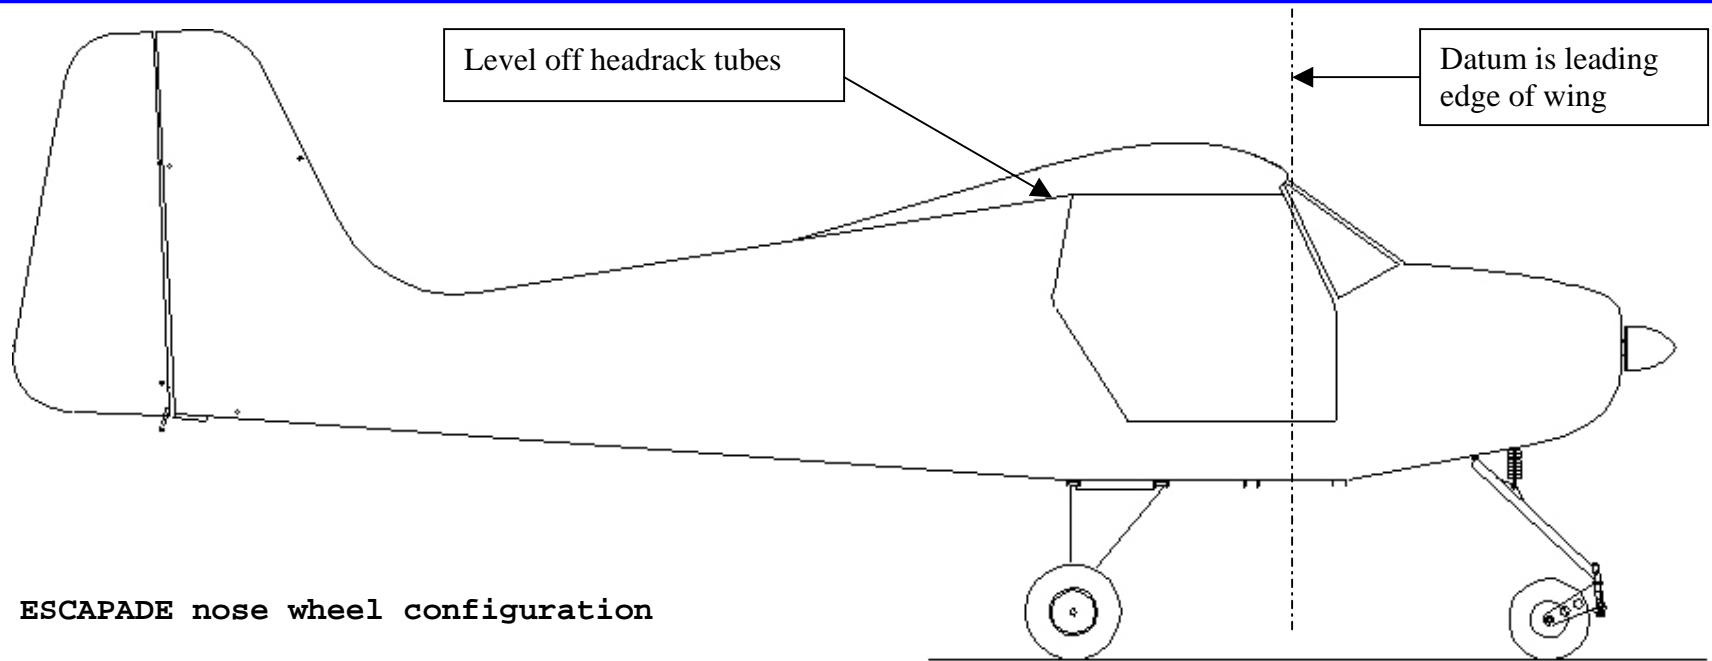 Level off headrack tubes
Datum is leading
edge of wing
ESCAPADE nose wheel configuration